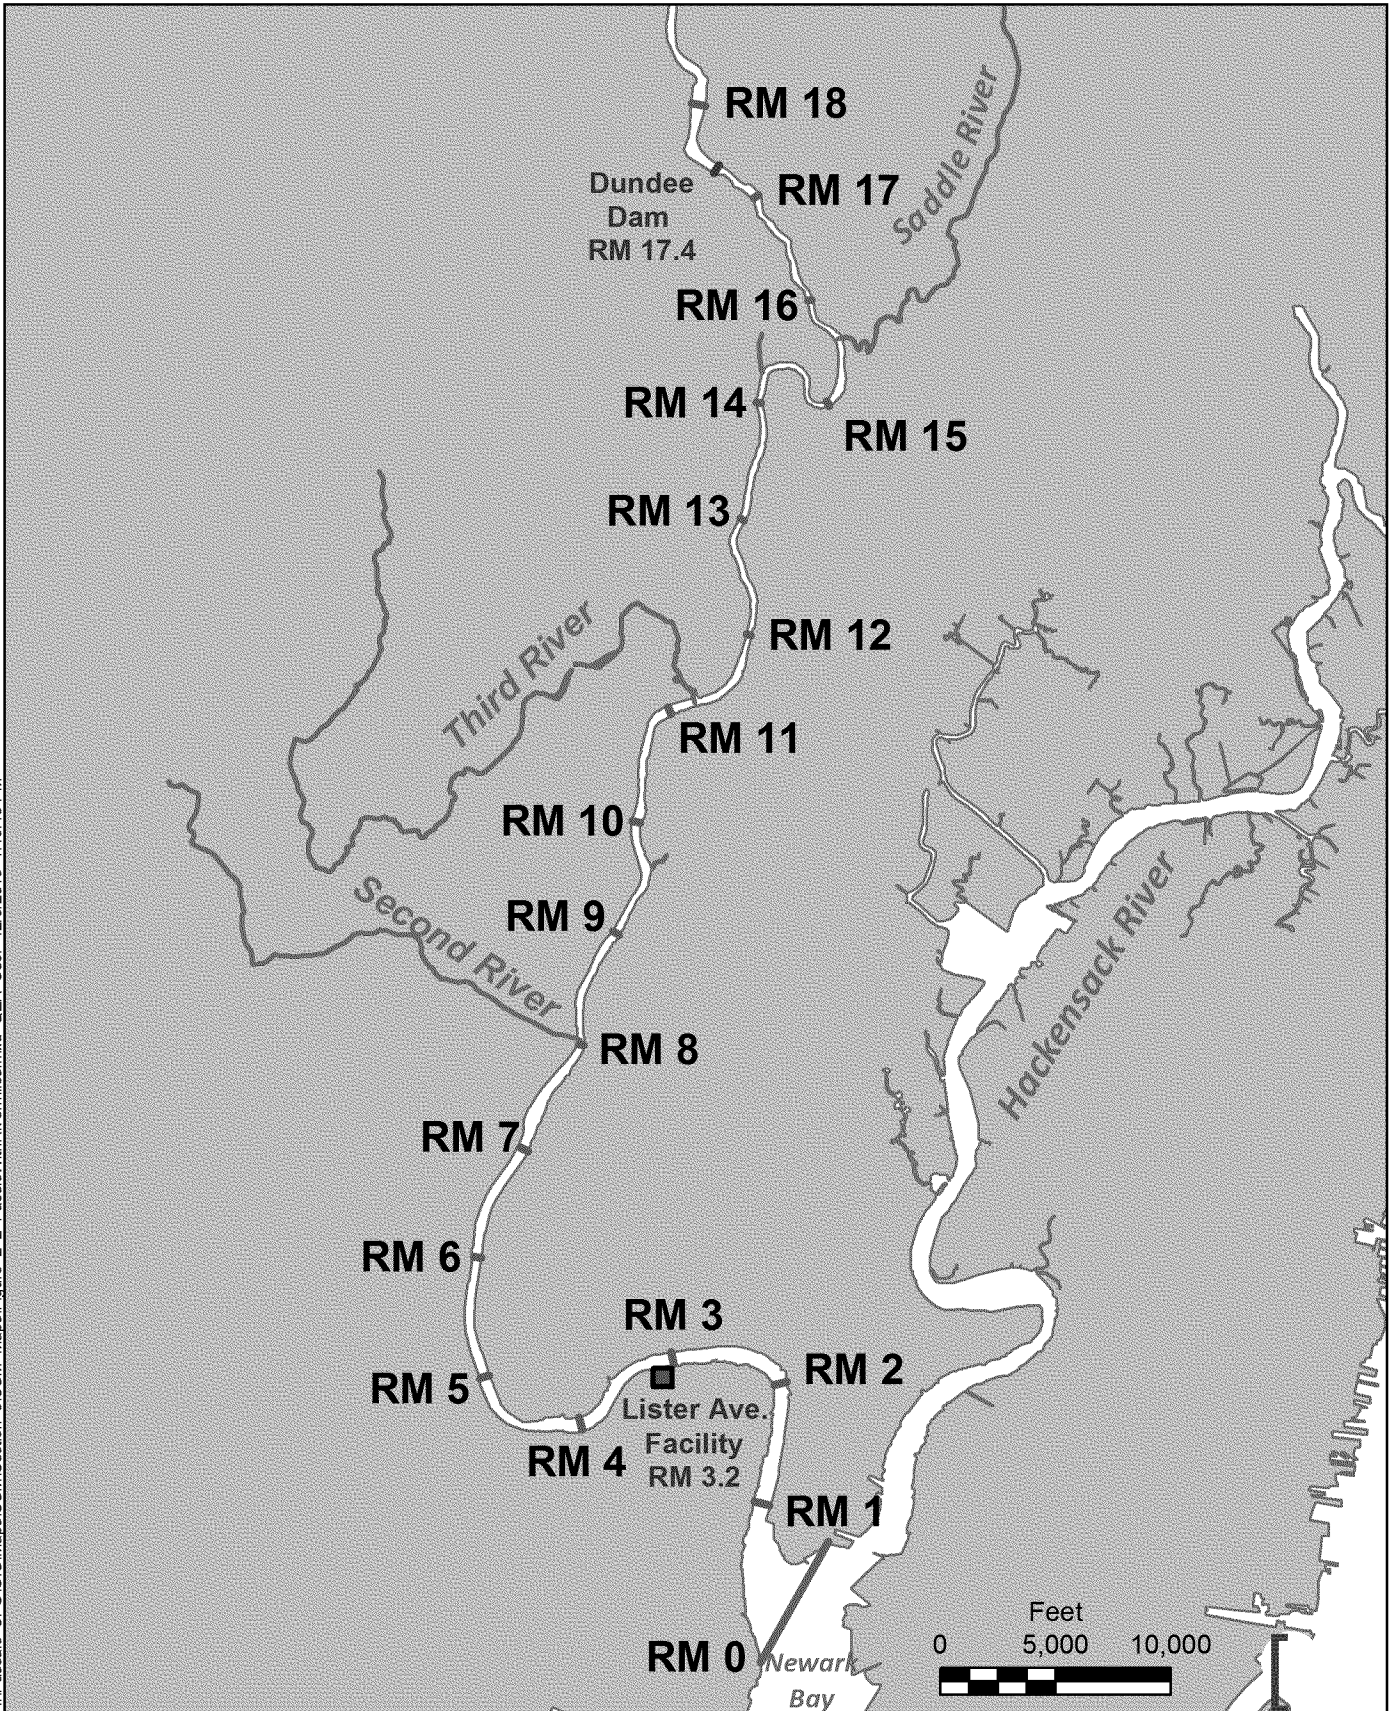 RM 18
Saddle River
Dundee
Dam
RM 17.4
RM 17
RM 16
RM 14
RM 15
RM 13
Third River
RM 12
RM 11
RM 10
Second River
RM 9
Hackensack River
RM 8
RM 7
RM 6
RM 3
RM 2
RM 5
Lister Ave.
Facility
RM 3.2
RM 4
RM 1
RM 0
Newark
Bay
Feet
0 5,000 10,000